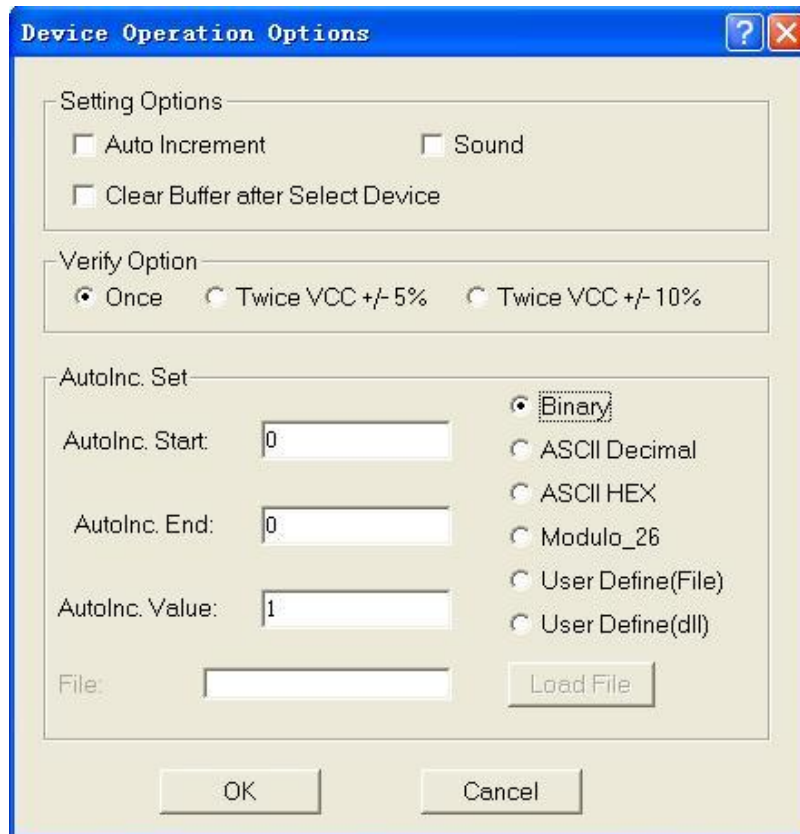 Device Operation Options
Setting Options
Auto Increment
Sound
Clear Buffer after Select Device
Verify Option
Once
Twice VCC +/- 5%
Twice VCC +/- 10%
AutoInc. Set
AutoInc. Start:
0
AutoInc. End:
0
AutoInc. Value:
1
File:
Binary
ASCII Decimal
ASCII HEX
Modulo_26
User Define(File)
User Define(dll)
Load File
OK
Cancel